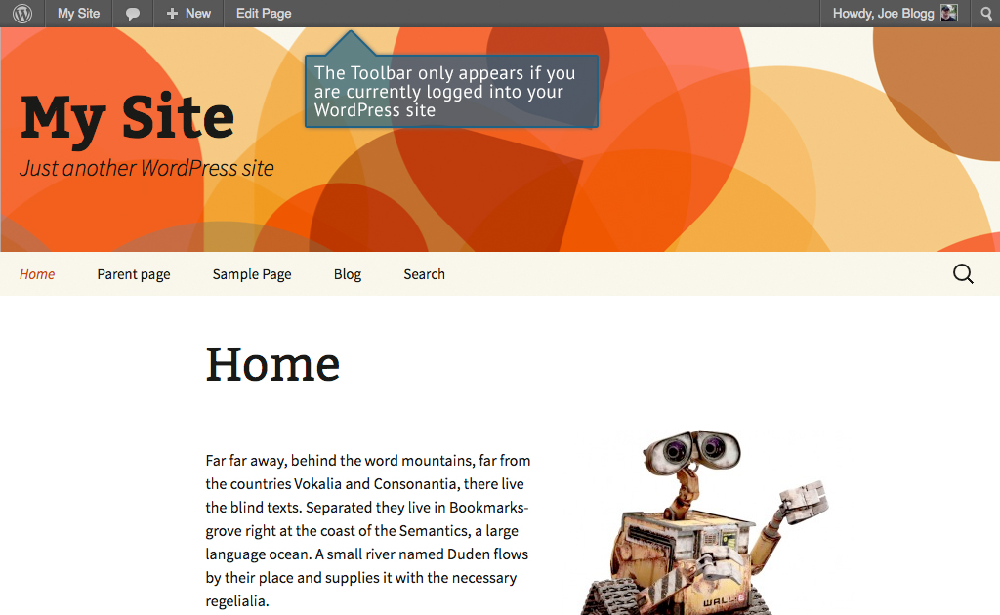 My Site
New
Edit Page
Howdy, Joe Blogg
The Toolbar only appears if you
are currently logged into your
WordPress site
My Site
Just another WordPress site
Home
Parent page
Sample Page
Blog
Search
Home
Far far away, behind the word mountains, far from
the countries Vokalia and Consonantia, there live
the blind texts. Separated they live in Bookmarks-
grove right at the coast of the Semantics, a large
language ocean. A small river named Duden flows
by their place and supplies it with the necessary
regelialia.
WALL•E